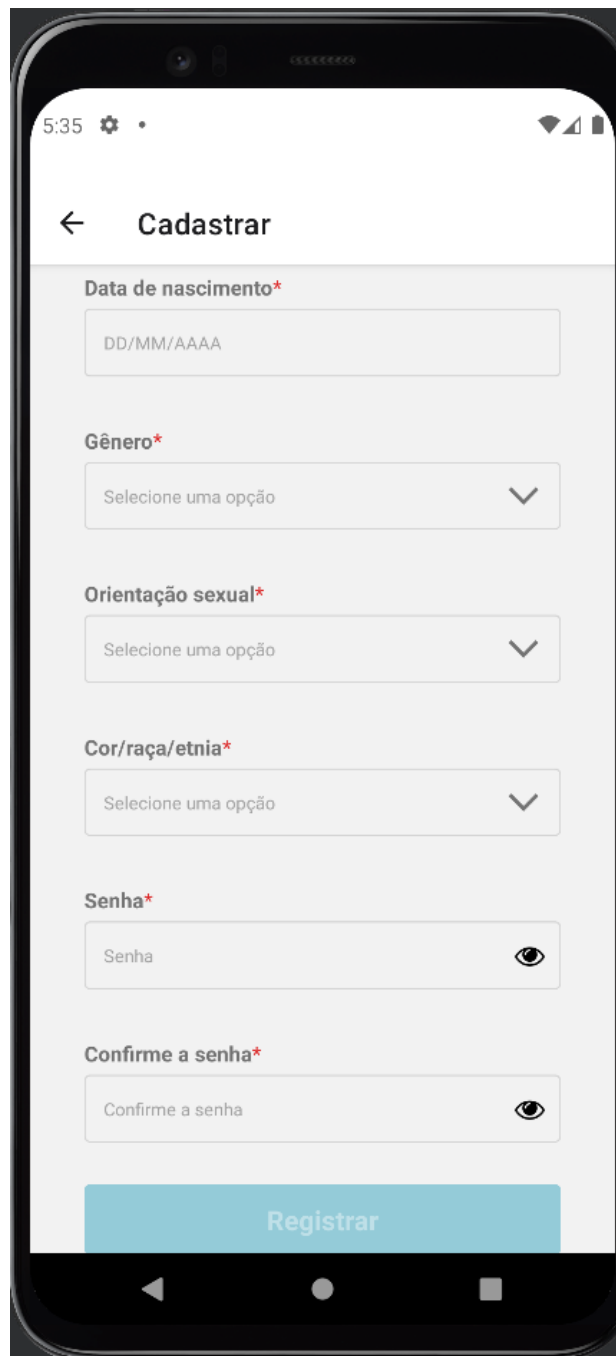 5:35
Cadastrar
Data de nascimento*
DD/MM/AAAA
Gênero*
Selecione uma opção
Orientação sexual*
Selecione uma opção
Cor/raça/etnia*
Selecione uma opção
Senha*
Senha
Confirme a senha*
Confirme a senha
Registrar